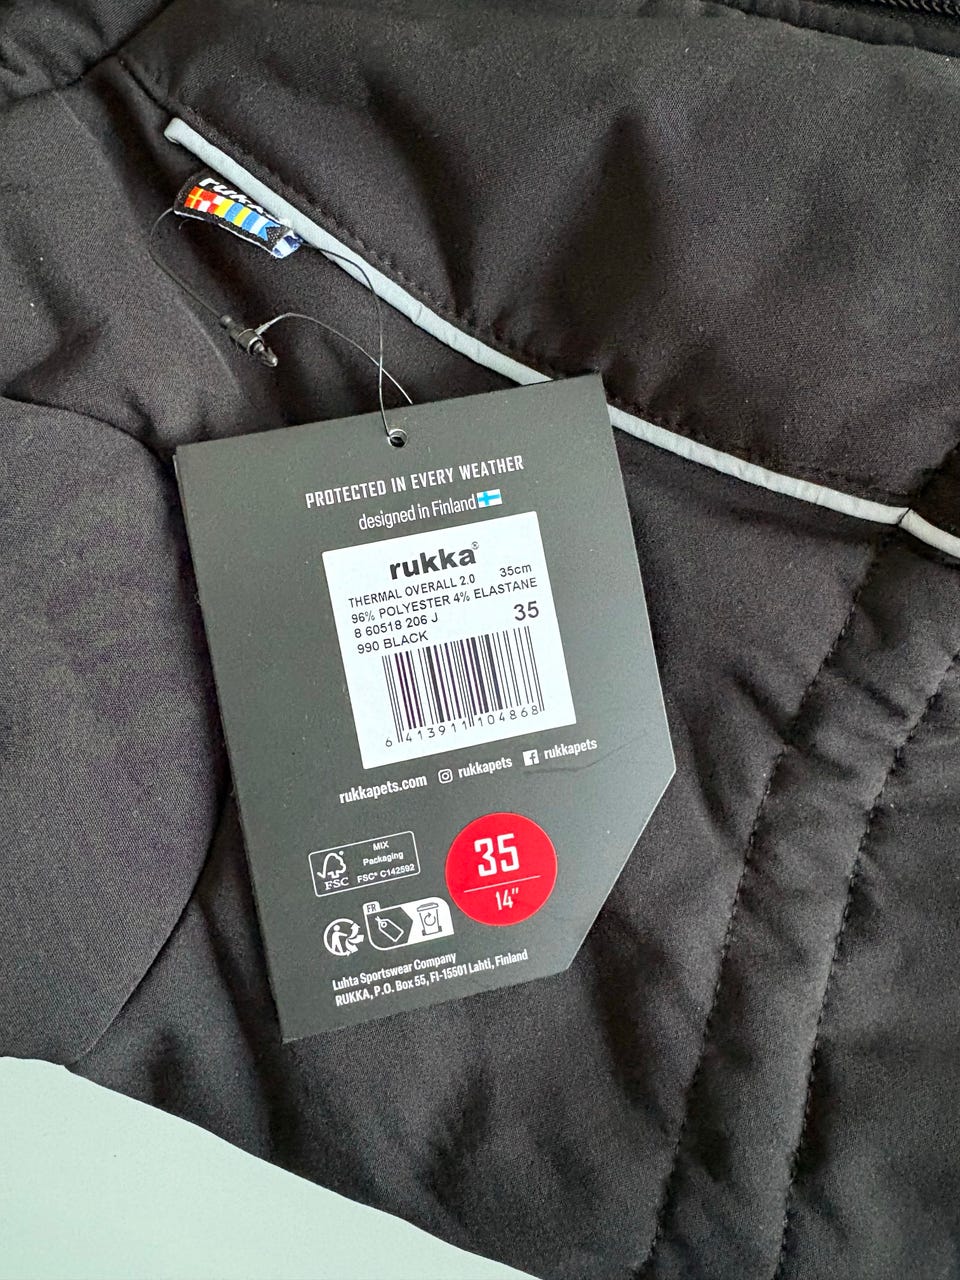 rukka
PROTECTED IN EVERY WEATHER
designed in Finland
rukka®
THERMAL OVERALL 2.0 35cm
96% POLYESTER 4% ELASTANE
8 60518 206 J 35
990 BLACK
6 413911 104868
rukkapets.com rukkapets rukkapets
MIX
Packaging
FSC FSC® C142592
FR
35
14"
Luhta Sportswear Company
RUKKA, P.O. Box 55, FI-15501 Lahti, Finland